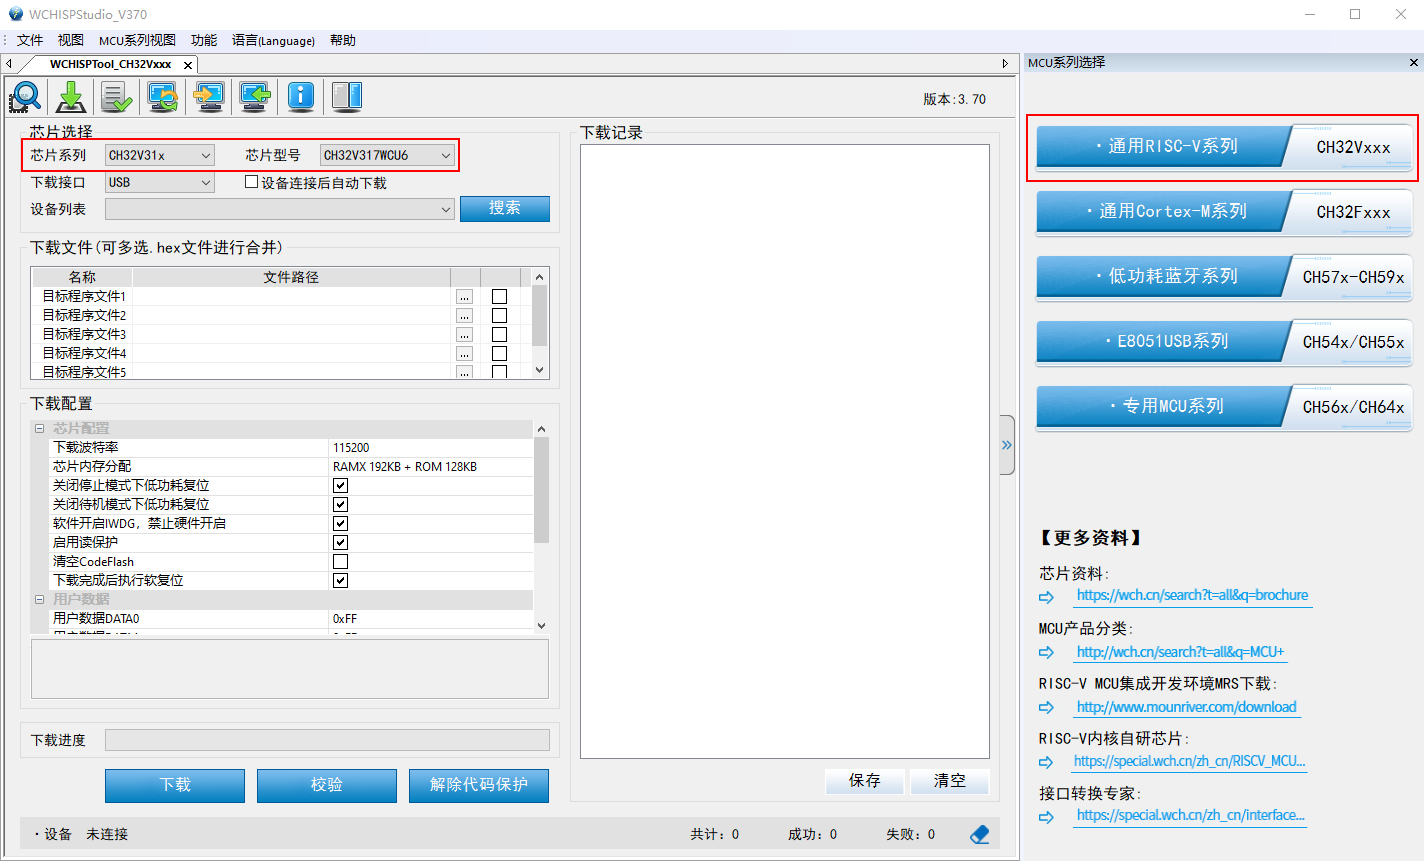 WCHISPStudio_V370
文件 视图 MCU系列视图 功能 语言(Language) 帮助
WCHISPTool_CH32Vxxx
版本:3.70
芯片选择
芯片系列 CH32V31x 芯片型号 CH32V317WCU6
下载接口 USB 设备连接后自动下载
设备列表 搜索
下载文件(可多选.hex文件进行合并)
名称 文件路径
目标程序文件1 ...
目标程序文件2 ...
目标程序文件3 ...
目标程序文件4 ...
目标程序文件5 ...
下载配置
芯片配置
下载波特率 115200
芯片内存分配 RAMX 192KB + ROM 128KB
关闭停止模式下低功耗复位
关闭待机模式下低功耗复位
软件开启IWDG，禁止硬件开启
启用读保护
清空CodeFlash
下载完成后执行软复位
用户数据
用户数据DATA0 0xFF
下载进度
下载 校验 解除代码保护
下载记录
保存 清空
·设备 未连接 共计: 0 成功: 0 失败: 0
MCU系列选择
·通用RISC-V系列 CH32Vxxx
·通用Cortex-M系列 CH32Fxxx
·低功耗蓝牙系列 CH57x-CH59x
·E8051USB系列 CH54x/CH55x
·专用MCU系列 CH56x/CH64x
【更多资料】
芯片资料:
https://wch.cn/search?t=all&q=brochure
MCU产品分类:
http://wch.cn/search?t=all&q=MCU+
RISC-V MCU集成开发环境MRS下载:
http://www.mounriver.com/download
RISC-V内核自研芯片:
https://special.wch.cn/zh_cn/RISCV_MCU...
接口转换专家:
https://special.wch.cn/zh_cn/interface...